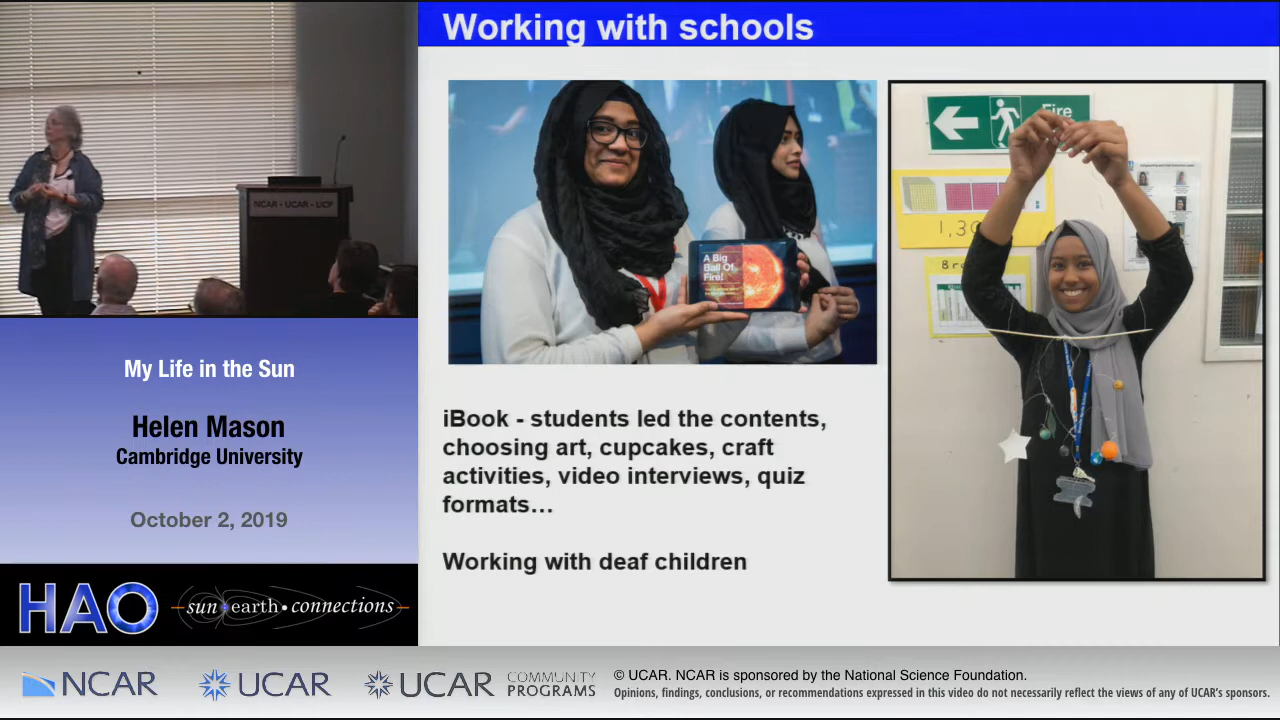 Working with schools
NCAR - UCAR - UCP
Fire
1,30
A Big
Ball Of
Fire!
My Life in the Sun
Helen Mason
Cambridge University
October 2, 2019
iBook - students led the contents,
choosing art, cupcakes, craft
activities, video interviews, quiz
formats…
Working with deaf children
HAO
sun•earth•connections
NCAR
UCAR
UCAR
COMMUNITY
PROGRAMS
© UCAR. NCAR is sponsored by the National Science Foundation.
Opinions, findings, conclusions, or recommendations expressed in this video do not necessarily reflect the views of any of UCAR's sponsors.